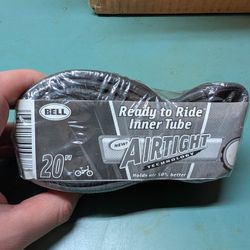 BELL
Ready to Ride
Inner Tube
NEW!
AIRTIGHT
TECHNOLOGY
20"
Holds air 50% better!